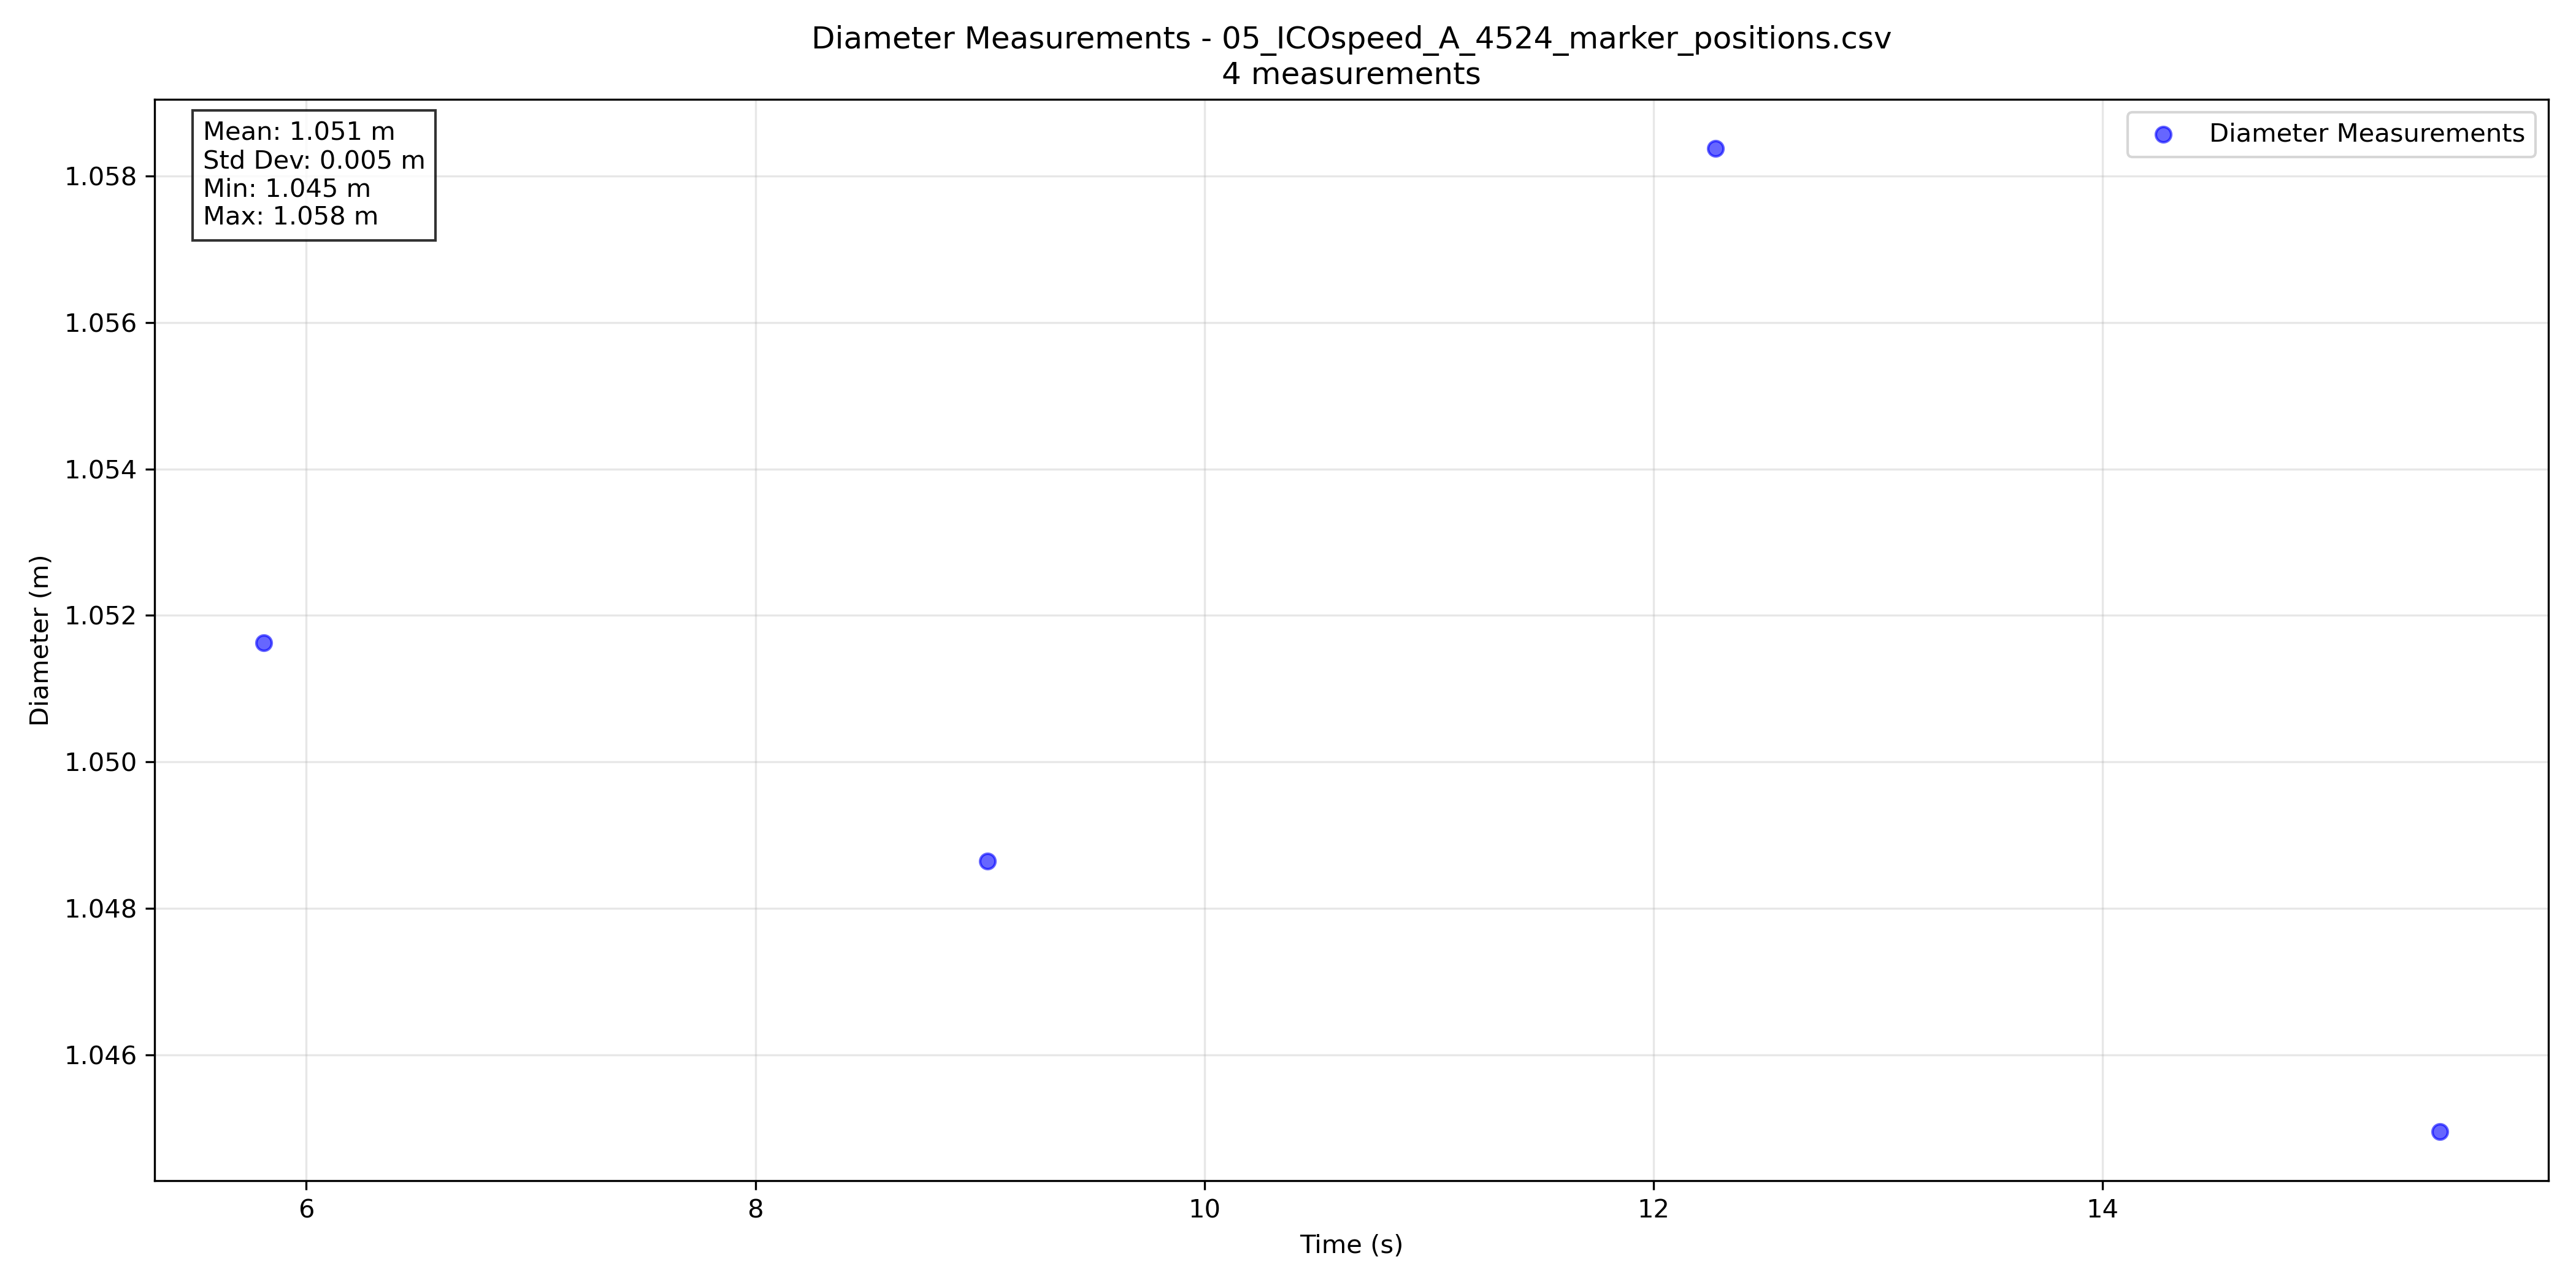 Diameter Measurements - 05_ICOspeed_A_4524_marker_positions.csv
4 measurements
Mean: 1.051 m
Std Dev: 0.005 m
Min: 1.045 m
Max: 1.058 m
Diameter Measurements
Diameter (m)
1.058
1.056
1.054
1.052
1.050
1.048
1.046
6
8
10
12
14
Time (s)